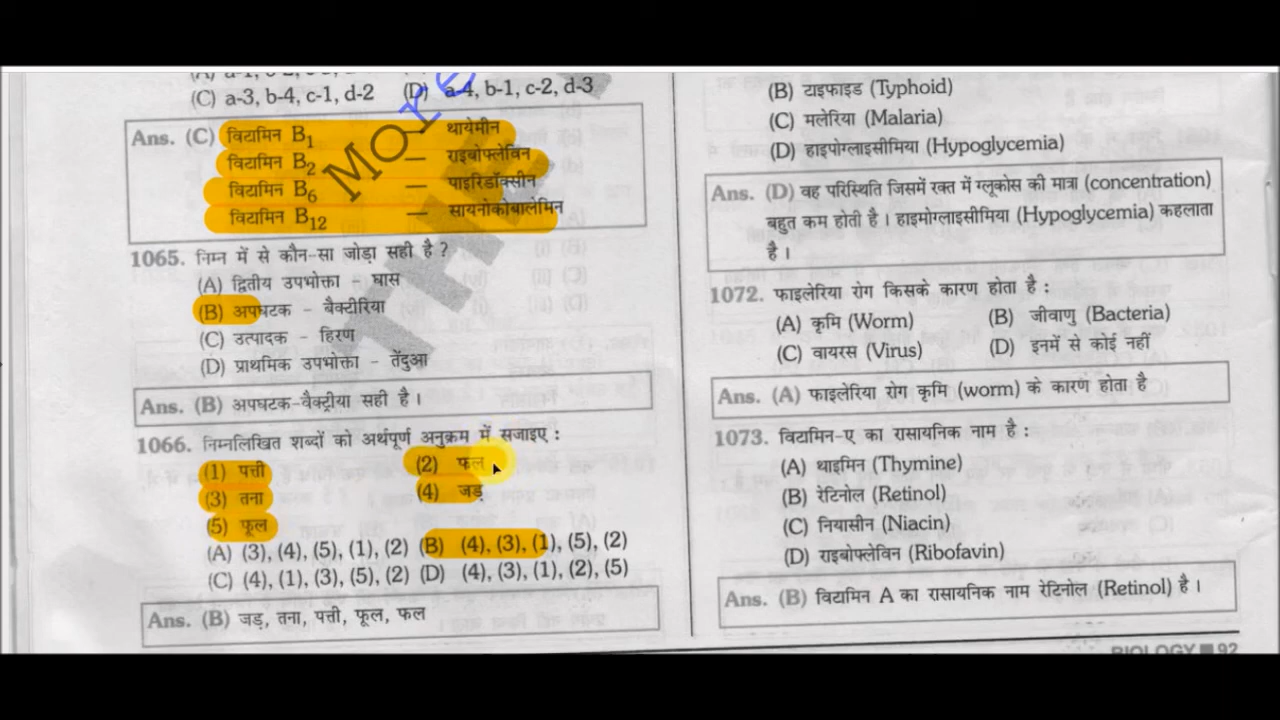 (C) a-3, b-4, c-1, d-2 (D) a-4, b-1, c-2, d-3
Ans. (C) विटामिन B1 — थायेमीन
विटामिन B2 — राइबोफ्लेविन
विटामिन B6 — पाइरिडॉक्सीन
विटामिन B12 — सायनोकोबालेमिन
More
1065. निम्न में से कौन-सा जोड़ा सही है ?
(A) द्वितीय उपभोक्ता - घास
(B) अपघटक - बैक्टीरिया
(C) उत्पादक - हिरण
(D) प्राथमिक उपभोक्ता - तेंदुआ
Ans. (B) अपघटक-वैक्ट्रीया सही है।
1066. निम्नलिखित शब्दों को अर्थपूर्ण अनुक्रम में सजाइए :
(1) पत्ती (2) फल
(3) तना (4) जड़
(5) फूल
(A) (3), (4), (5), (1), (2) (B) (4), (3), (1), (5), (2)
(C) (4), (1), (3), (5), (2) (D) (4), (3), (1), (2), (5)
Ans. (B) जड़, तना, पत्ती, फूल, फल
(B) टाइफाइड (Typhoid)
(C) मलेरिया (Malaria)
(D) हाइपोग्लाइसीमिया (Hypoglycemia)
Ans. (D) वह परिस्थिति जिसमें रक्त में ग्लूकोस की मात्रा (concentration)
बहुत कम होती है। हाइमोग्लाइसीमिया (Hypoglycemia) कहलाता
है।
1072. फाइलेरिया रोग किसके कारण होता है :
(A) कृमि (Worm) (B) जीवाणु (Bacteria)
(C) वायरस (Virus) (D) इनमें से कोई नहीं
Ans. (A) फाइलेरिया रोग कृमि (worm) के कारण होता है
1073. विटामिन-ए का रासायनिक नाम है :
(A) थाइमिन (Thymine)
(B) रेटिनोल (Retinol)
(C) नियासीन (Niacin)
(D) राइबोफ्लेविन (Ribofavin)
Ans. (B) विटामिन A का रासायनिक नाम रेटिनोल (Retinol) है।
BIOLOGY ■ 92